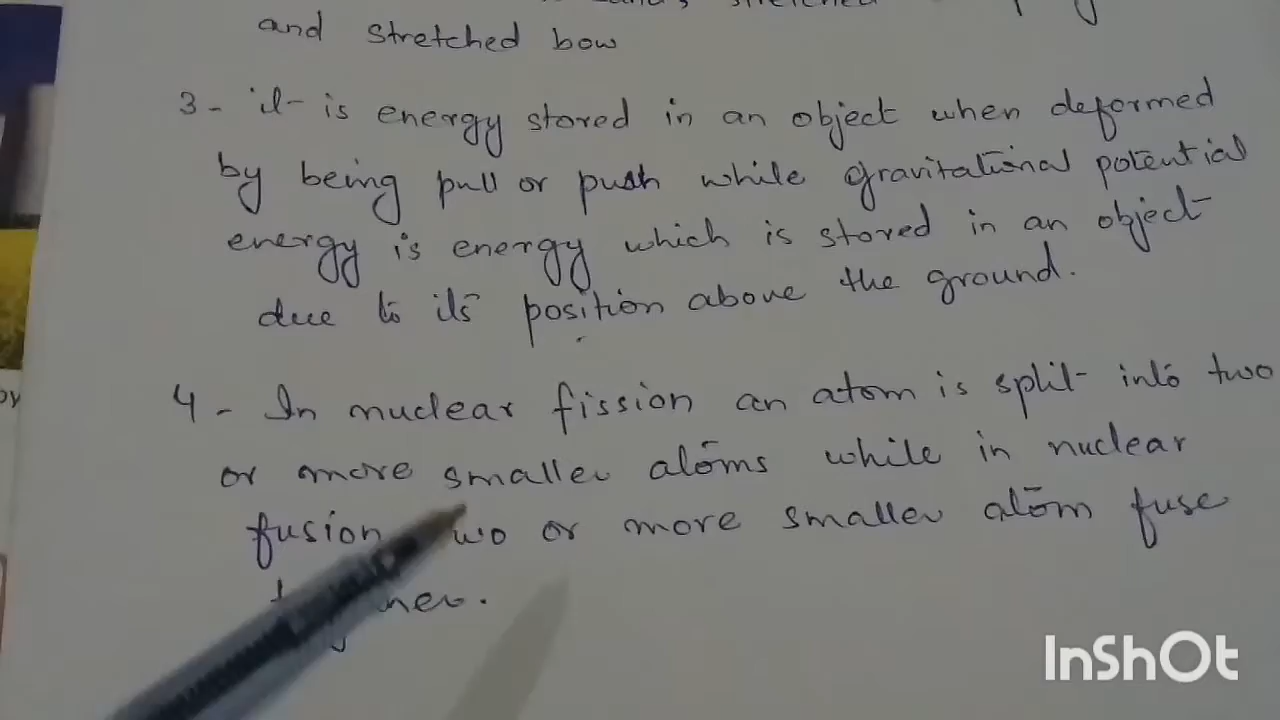 stretched
and stretched bow
3 - it is energy stored in an object when deformed
by being pull or push while gravitational potential
energy is energy which is stored in an object
due to its position above the ground.
4 - In nuclear fission an atom is split into two
or more smaller atoms while in nuclear
fusion two or more smaller atom fuse
InShOt